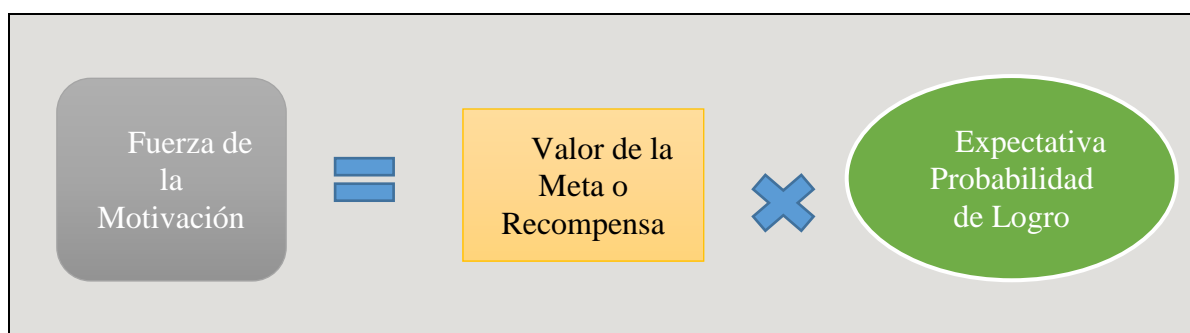 Fuerza de
la
Motivación
Valor de la
Meta o
Recompensa
Expectativa
Probabilidad
de Logro